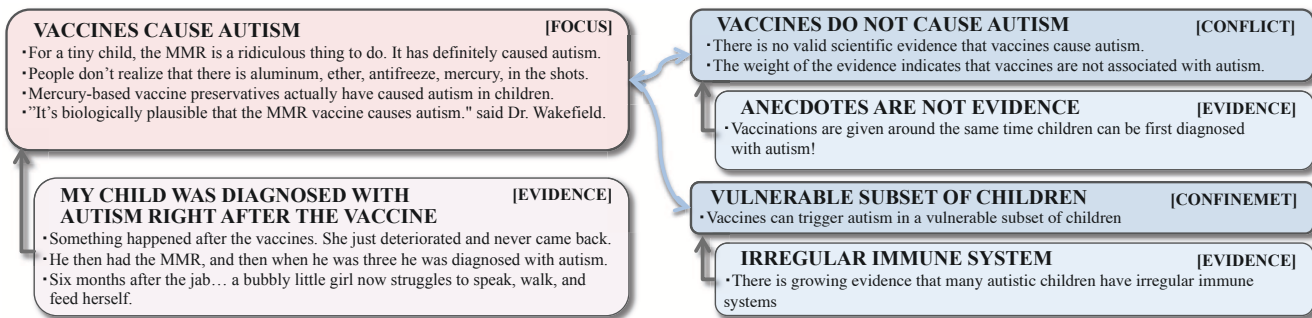 VACCINES CAUSE AUTISM [FOCUS]
・For a tiny child, the MMR is a ridiculous thing to do. It has definitely caused autism.
・People don't realize that there is aluminum, ether, antifreeze, mercury, in the shots.
・Mercury-based vaccine preservatives actually have caused autism in children.
・"It's biologically plausible that the MMR vaccine causes autism." said Dr. Wakefield.
MY CHILD WAS DIAGNOSED WITH [EVIDENCE]
AUTISM RIGHT AFTER THE VACCINE
・Something happened after the vaccines. She just deteriorated and never came back.
・He then had the MMR, and then when he was three he was diagnosed with autism.
・Six months after the jab… a bubbly little girl now struggles to speak, walk, and
feed herself.
VACCINES DO NOT CAUSE AUTISM [CONFLICT]
・There is no valid scientific evidence that vaccines cause autism.
・The weight of the evidence indicates that vaccines are not associated with autism.
ANECDOTES ARE NOT EVIDENCE [EVIDENCE]
・Vaccinations are given around the same time children can be first diagnosed
with autism!
VULNERABLE SUBSET OF CHILDREN [CONFINEMET]
・Vaccines can trigger autism in a vulnerable subset of children
IRREGULAR IMMUNE SYSTEM [EVIDENCE]
・There is growing evidence that many autistic children have irregular immune
systems